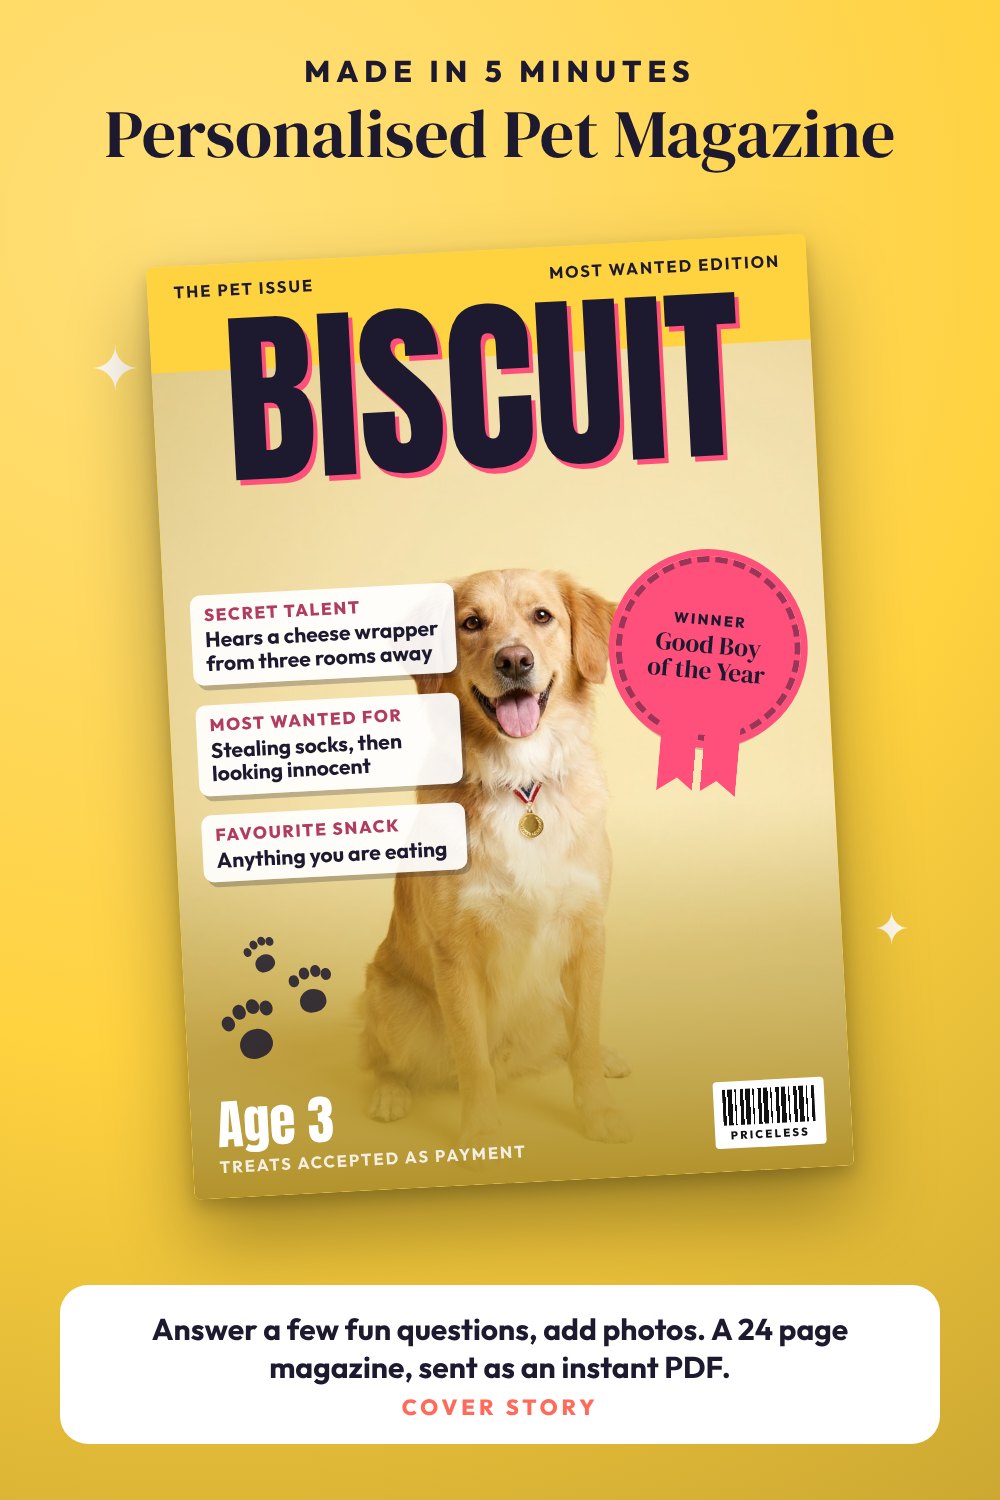 MADE IN 5 MINUTES
Personalised Pet Magazine
THE PET ISSUE
MOST WANTED EDITION
BISCUIT
SECRET TALENT
Hears a cheese wrapper
from three rooms away
WINNER
Good Boy
of the Year
MOST WANTED FOR
Stealing socks, then
looking innocent
FAVOURITE SNACK
Anything you are eating
Age 3
TREATS ACCEPTED AS PAYMENT
PRICELESS
Answer a few fun questions, add photos. A 24 page
magazine, sent as an instant PDF.
COVER STORY